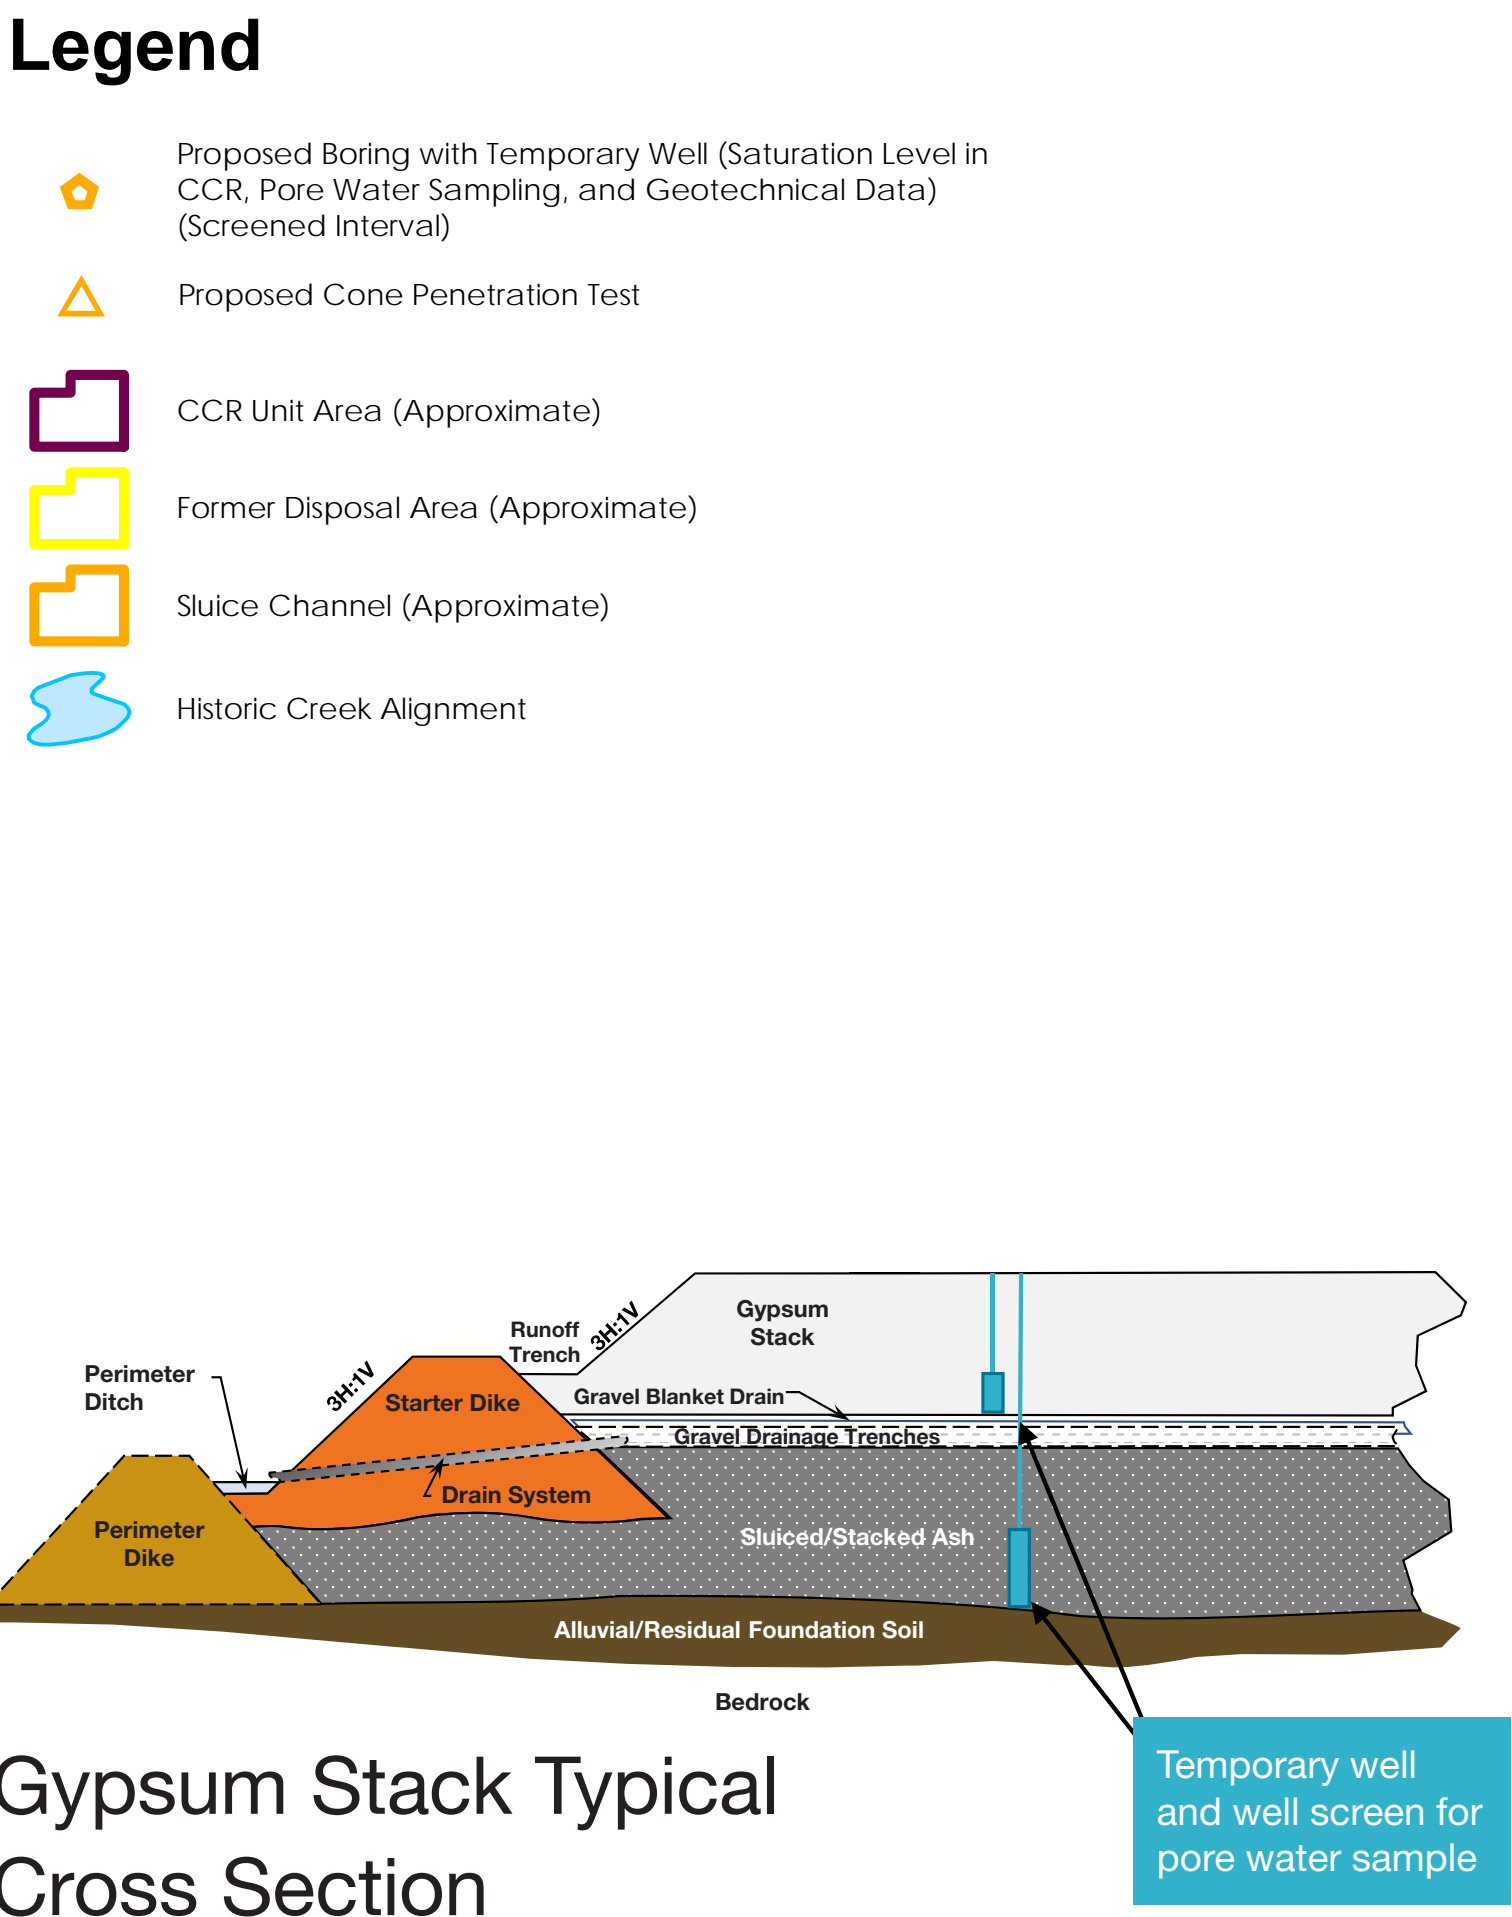 Legend
Proposed Boring with Temporary Well (Saturation Level in
CCR, Pore Water Sampling, and Geotechnical Data)
(Screened Interval)
Proposed Cone Penetration Test
CCR Unit Area (Approximate)
Former Disposal Area (Approximate)
Sluice Channel (Approximate)
Historic Creek Alignment
Gypsum
Stack
3H:1V
Runoff
Trench
Perimeter
Ditch
3H:1V
Starter Dike
Gravel Blanket Drain
Gravel Drainage Trenches
Drain System
Perimeter
Dike
Sluiced/Stacked Ash
Alluvial/Residual Foundation Soil
Bedrock
Gypsum Stack Typical
Cross Section
Temporary well
and well screen for
pore water sample